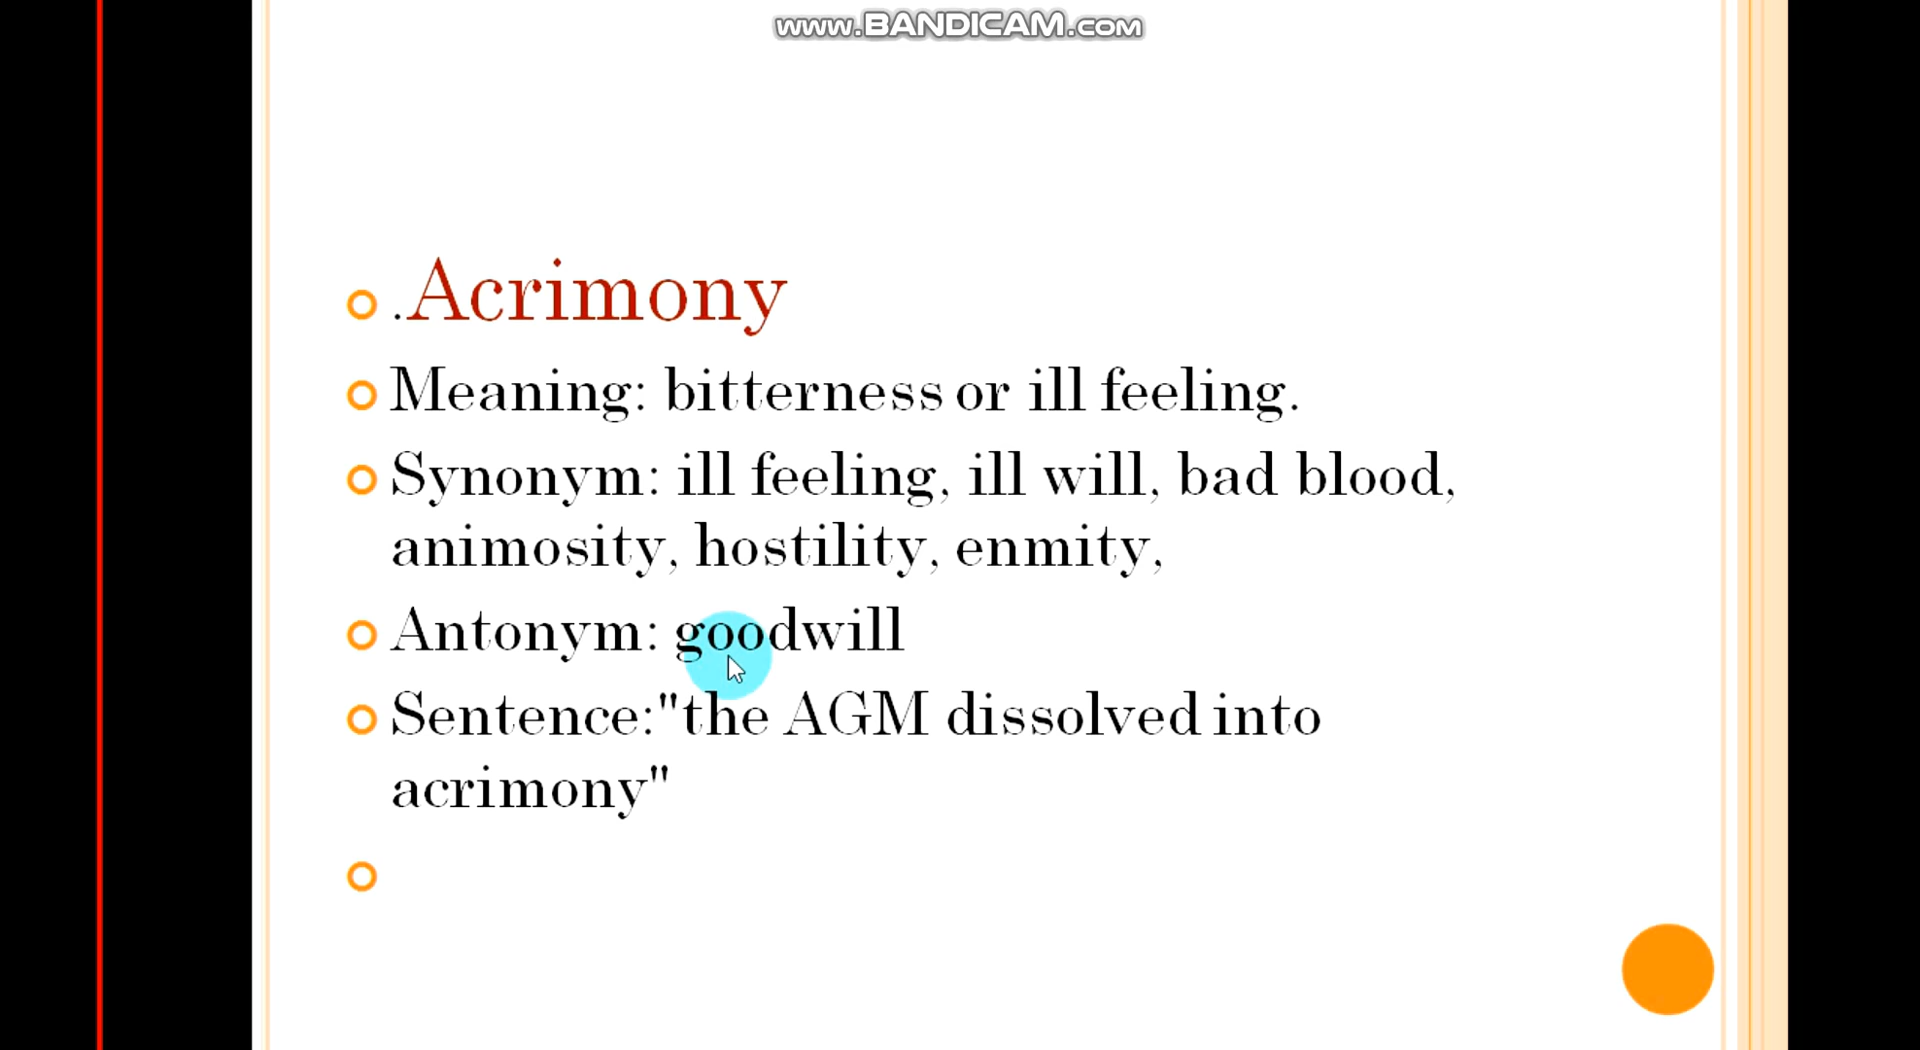 www.BANDICAM.com
.Acrimony
Meaning: bitterness or ill feeling.
Synonym: ill feeling, ill will, bad blood,
animosity, hostility, enmity,
Antonym: goodwill
Sentence:"the AGM dissolved into
acrimony"